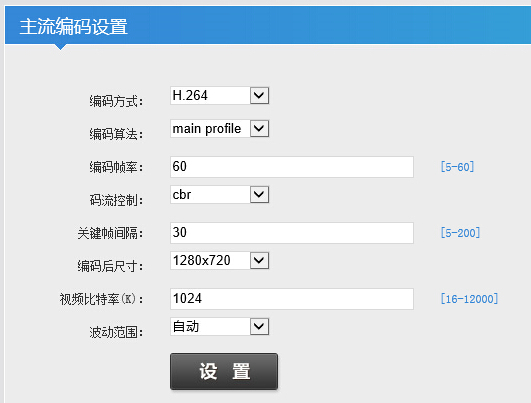 主流编码设置
编码方式： H.264
编码算法： main profile
编码帧率： 60 [5-60]
码流控制： cbr
关键帧间隔： 30 [5-200]
编码后尺寸： 1280x720
视频比特率(K)： 1024 [16-12000]
波动范围： 自动
设 置